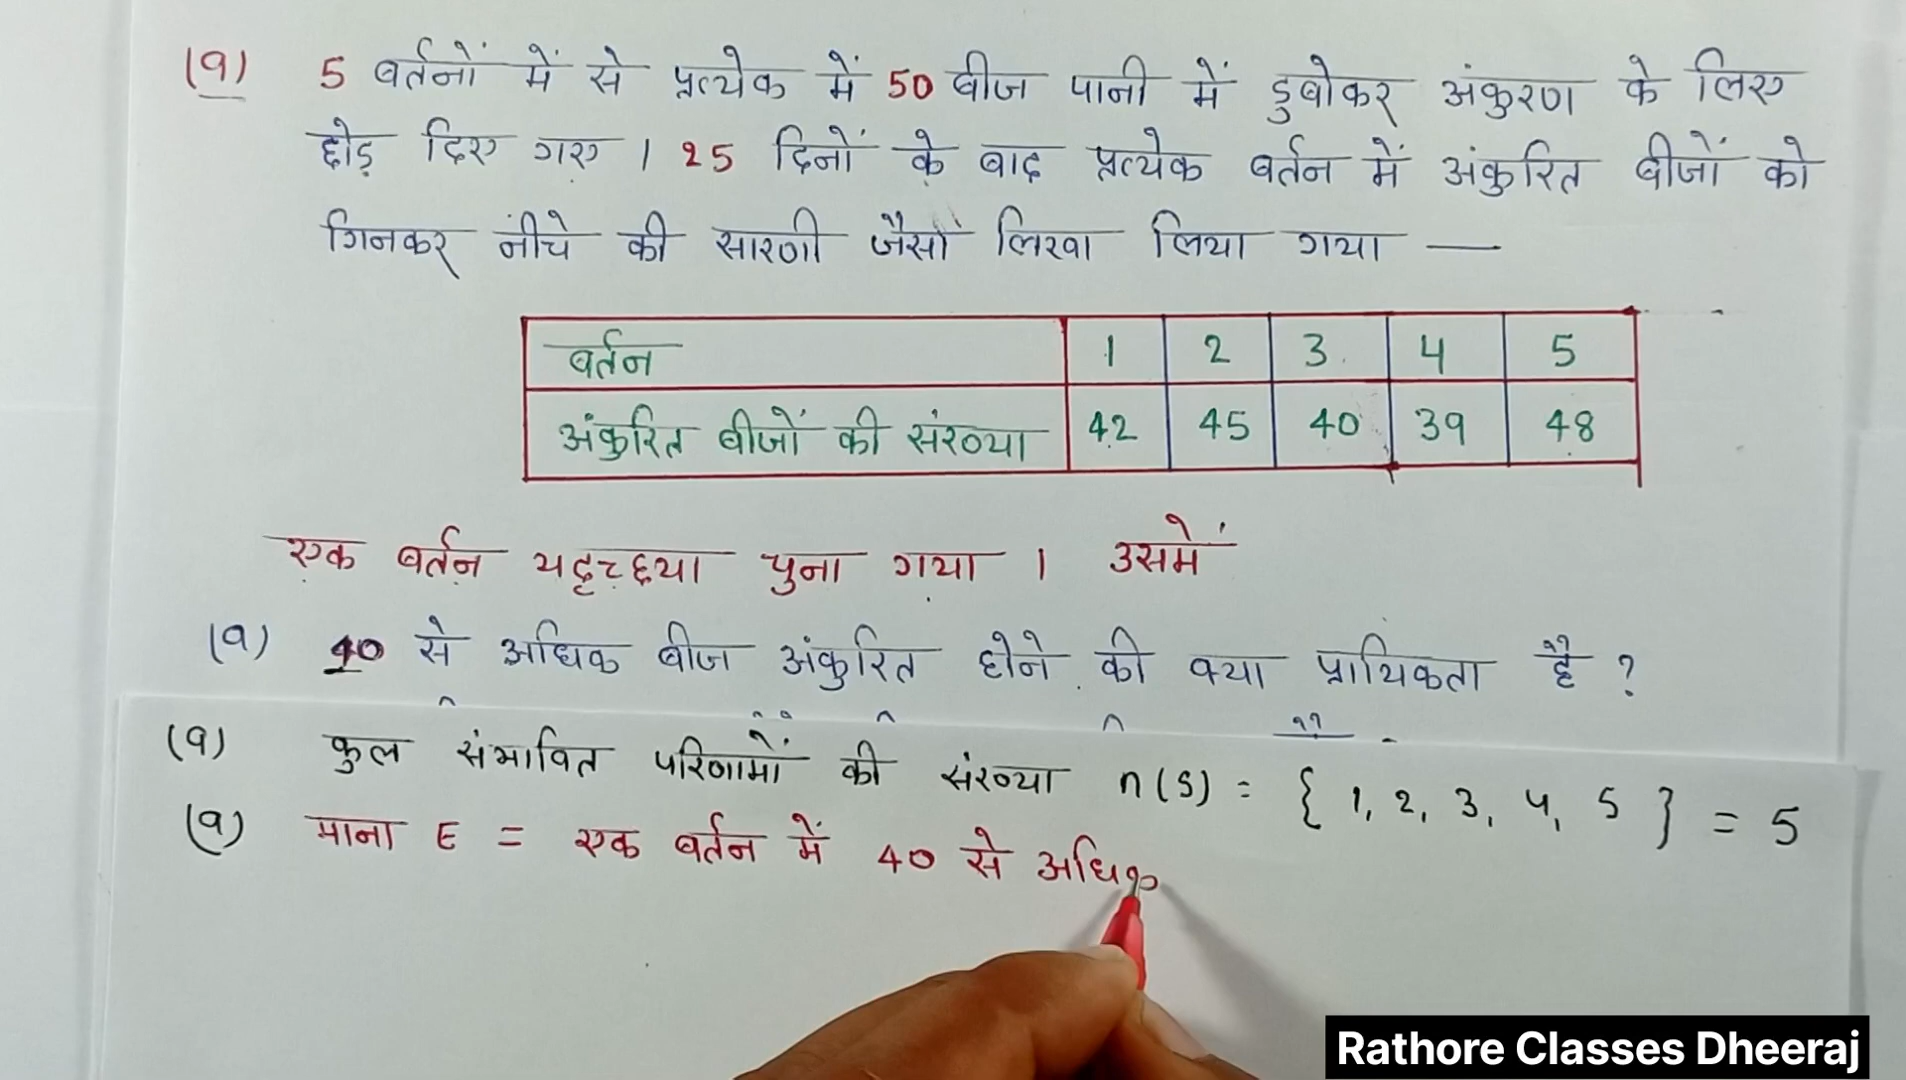 (9) 5 बर्तनों में से प्रत्येक में 50 बीज पानी में डुबोकर अंकुरण के लिए
छोड़ दिए गए । 25 दिनों के बाद प्रत्येक बर्तन में अंकुरित बीजों को
गिनकर नीचे की सारणी जैसा लिख लिया गया —
बर्तन 1 2 3 4 5
अंकुरित बीजों की संख्या 42 45 40 39 48
एक बर्तन यदृच्छया चुना गया । उसमें
(a) 40 से अधिक बीज अंकुरित होने की क्या प्रायिकता है ?
(9) कुल संभावित परिणामों की संख्या n(s) = { 1, 2, 3, 4, 5 } = 5
(a) माना E = एक बर्तन में 40 से अधिक
Rathore Classes Dheeraj